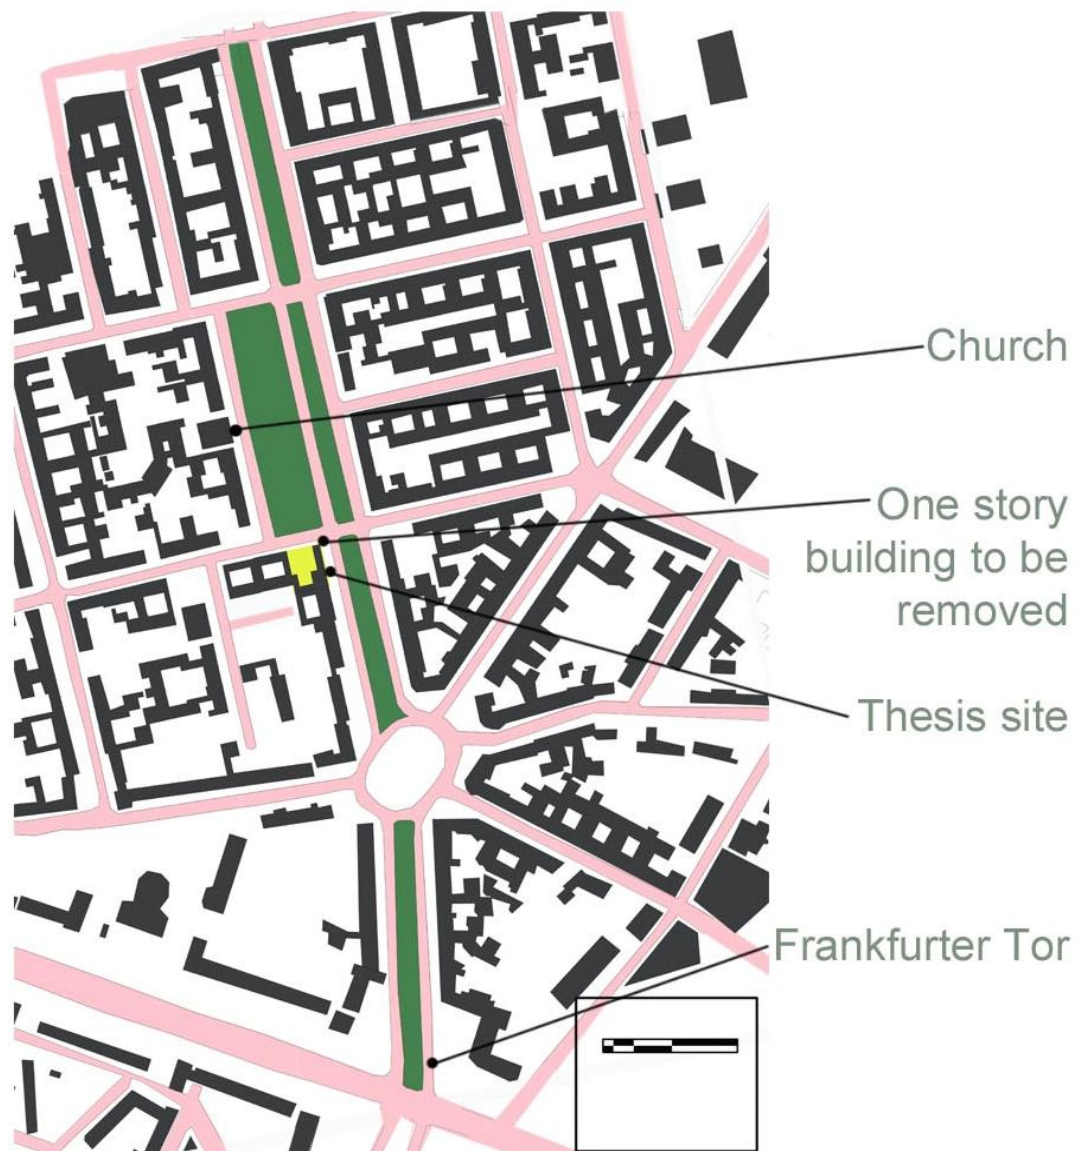 Church
One story
building to be
removed
Thesis site
Frankfurter Tor